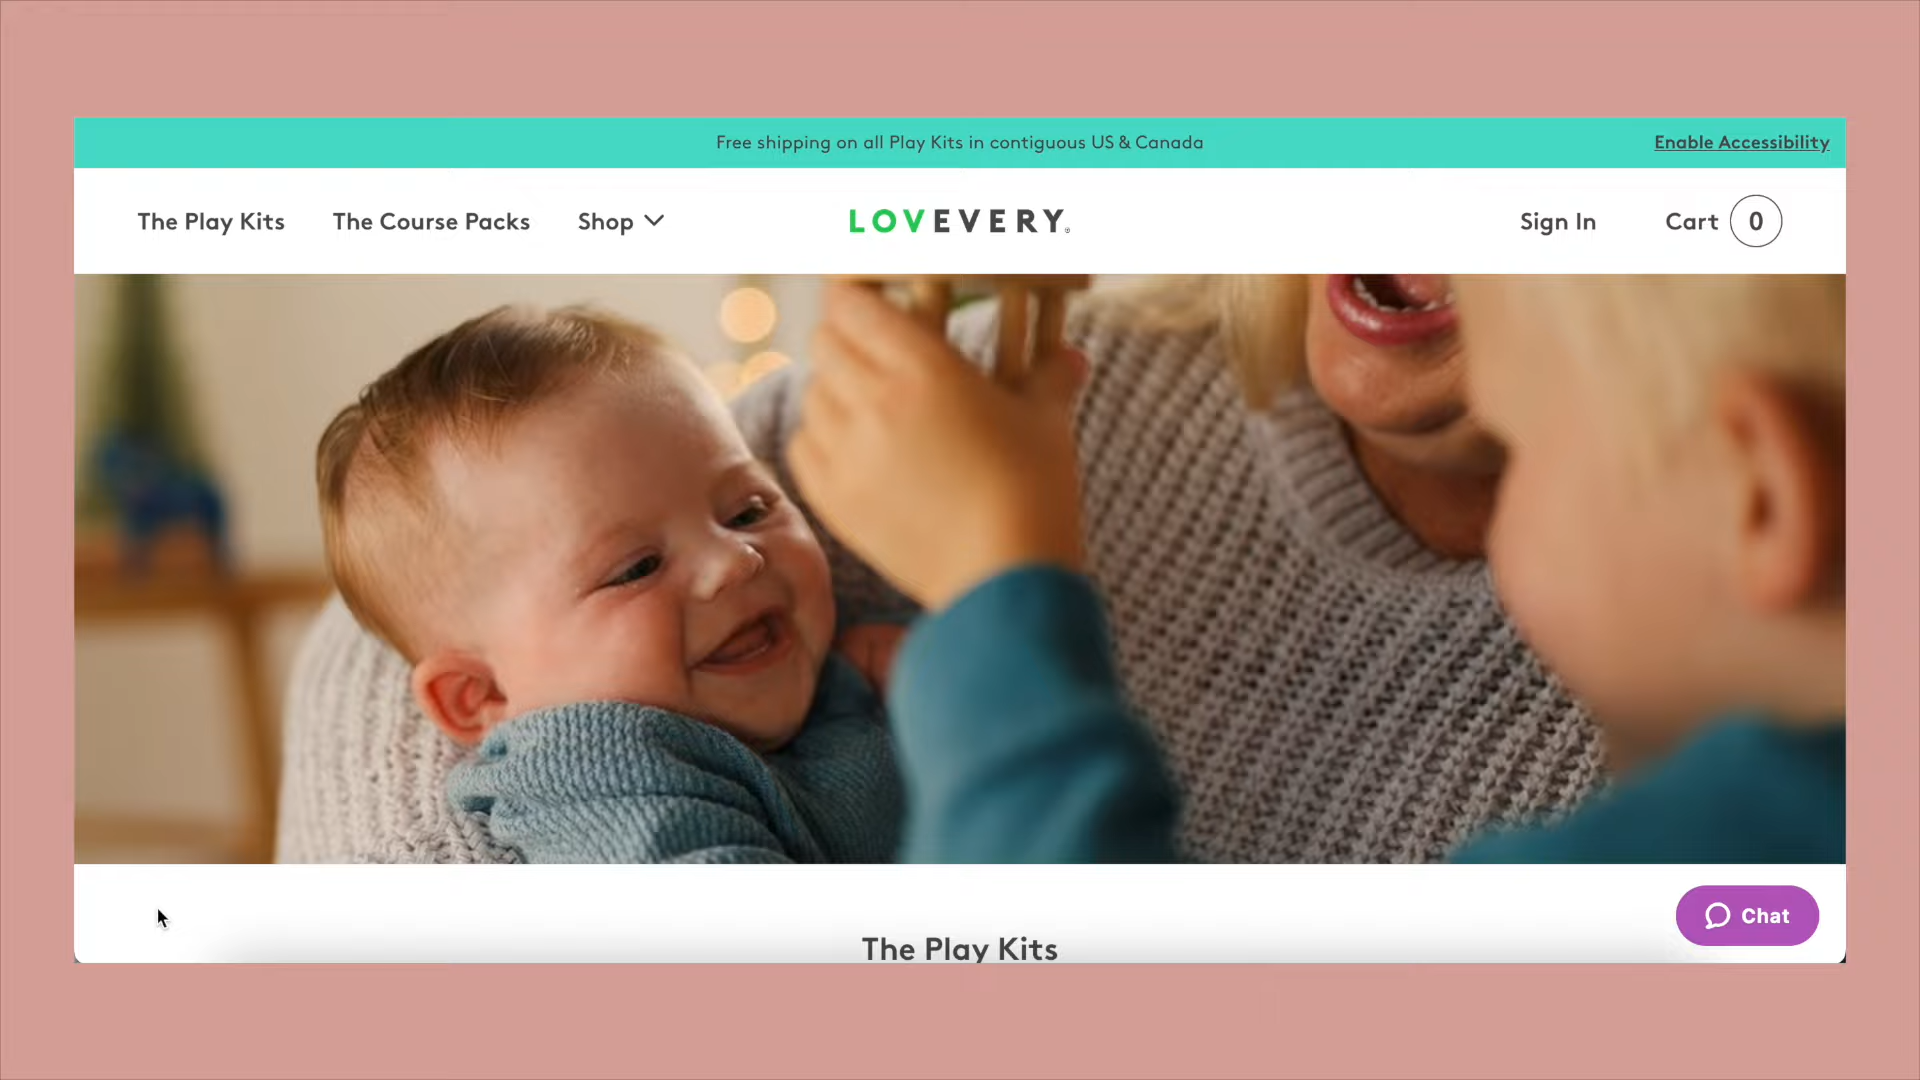 Free shipping on all Play Kits in contiguous US & Canada
Enable Accessibility
The Play Kits
The Course Packs
Shop
LOVEVERY®
Sign In
Cart 0
Chat
The Play Kits